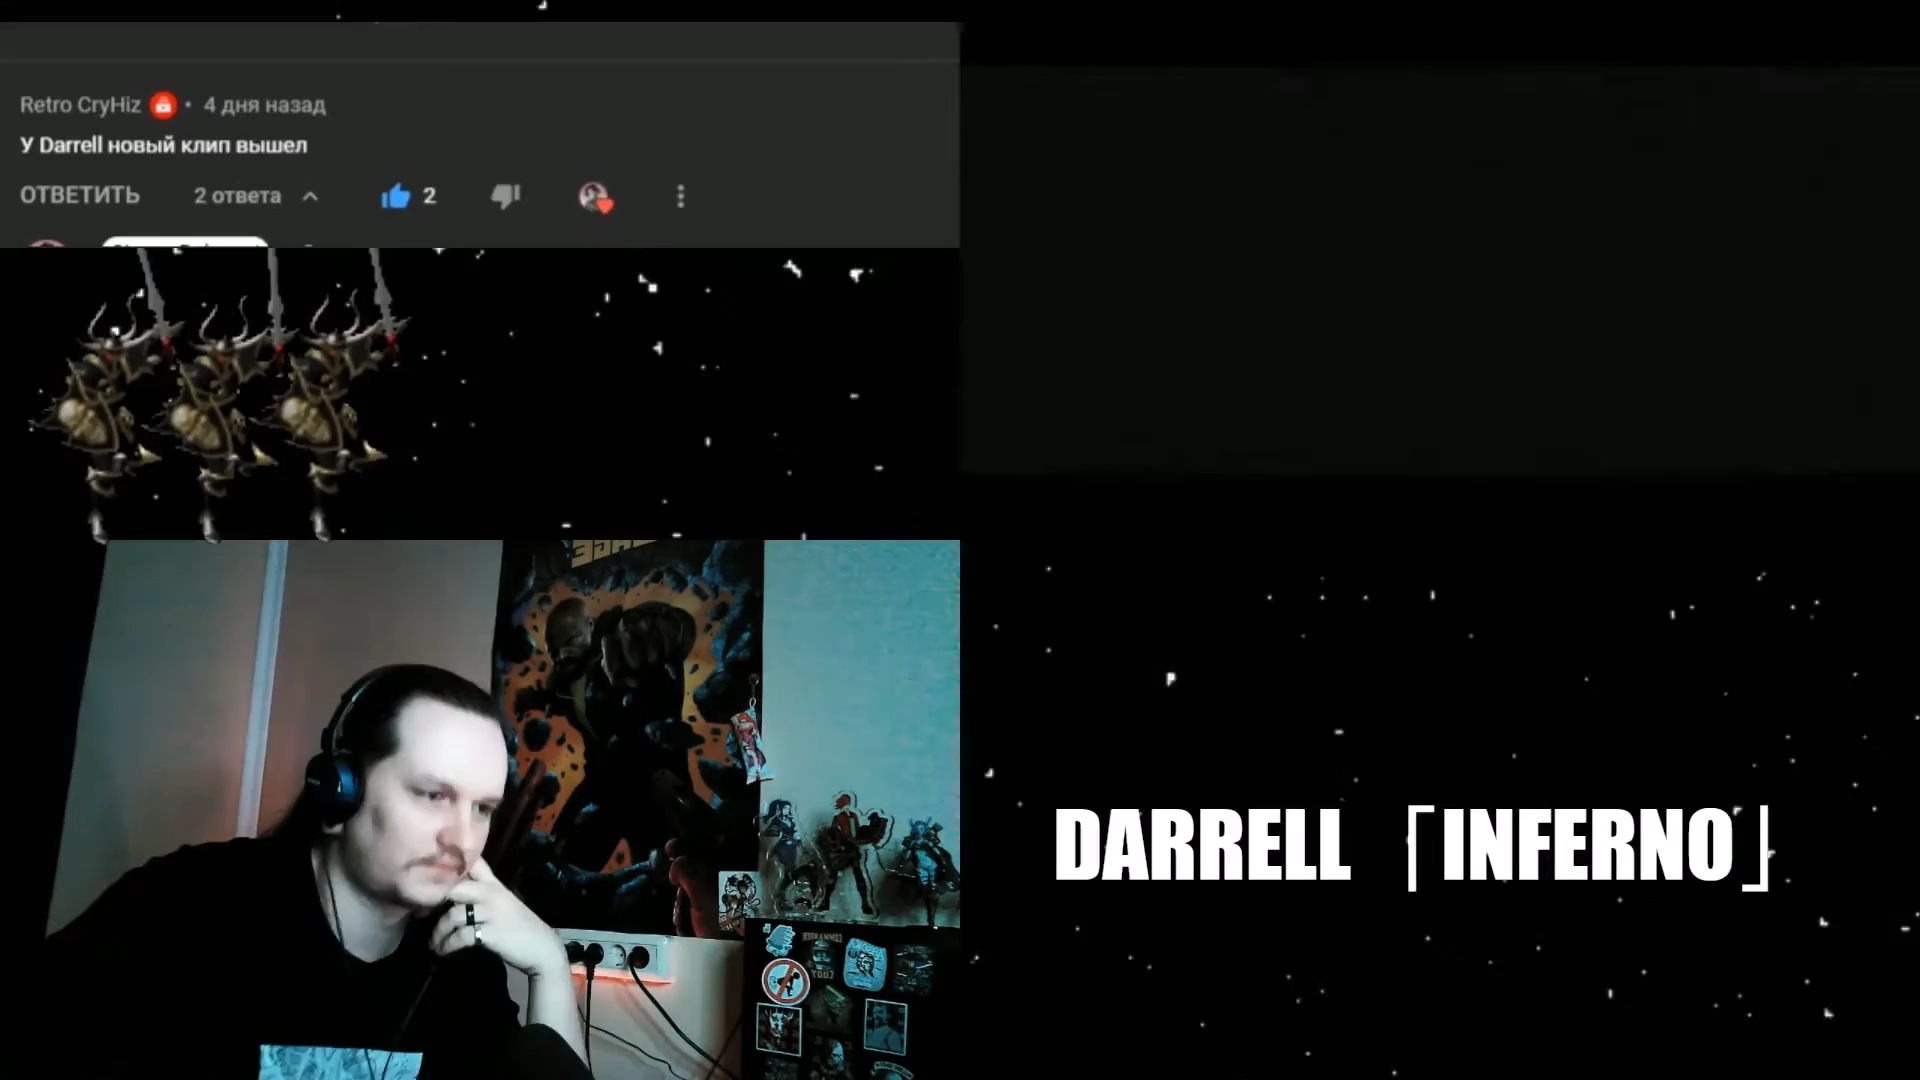 Retro CryHiz • 4 дня назад
У Darrell новый клип вышел
ОТВЕТИТЬ 2 ответа 2
DARRELL 「INFERNO」